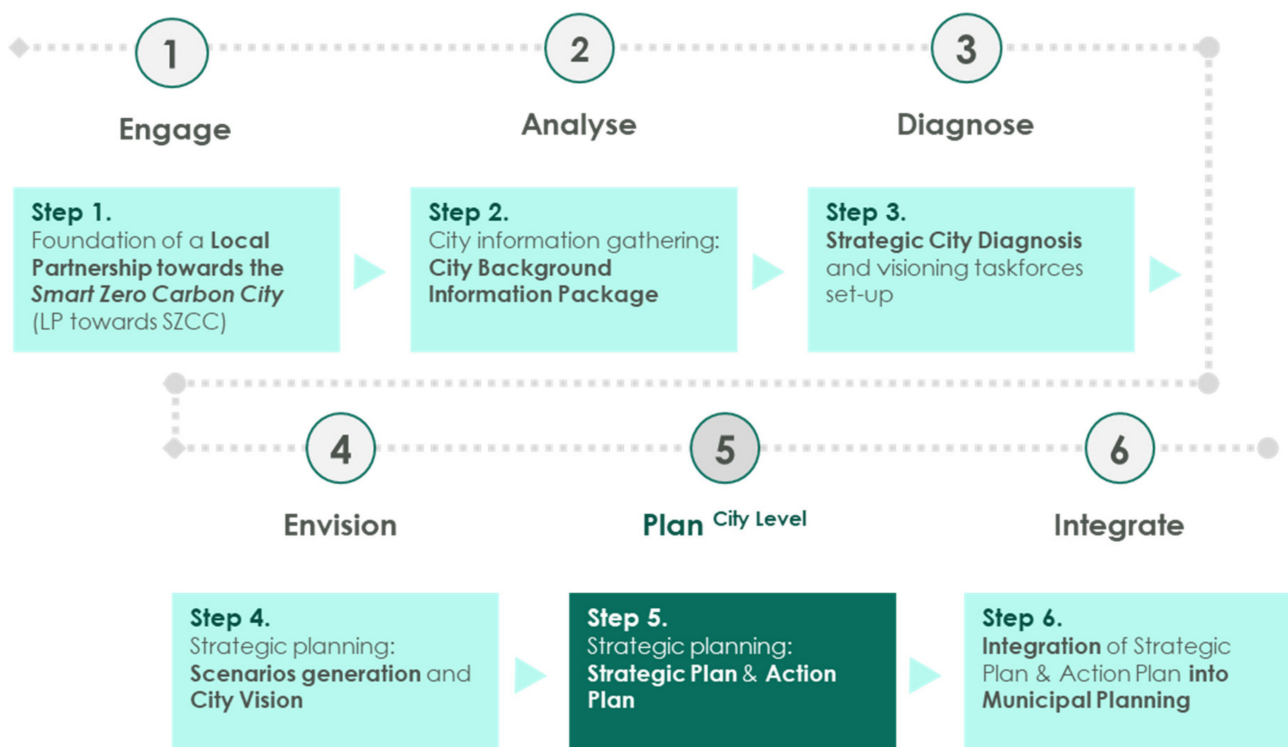 1
2
3
Engage
Analyse
Diagnose
Step 1.
Foundation of a Local
Partnership towards the
Smart Zero Carbon City
(LP towards SZCC)
Step 2.
City information gathering:
City Background
Information Package
Step 3.
Strategic City Diagnosis
and visioning taskforces
set-up
4
5
6
Envision
Plan City Level
Integrate
Step 4.
Strategic planning:
Scenarios generation and
City Vision
Step 5.
Strategic planning:
Strategic Plan & Action
Plan
Step 6.
Integration of Strategic
Plan & Action Plan into
Municipal Planning